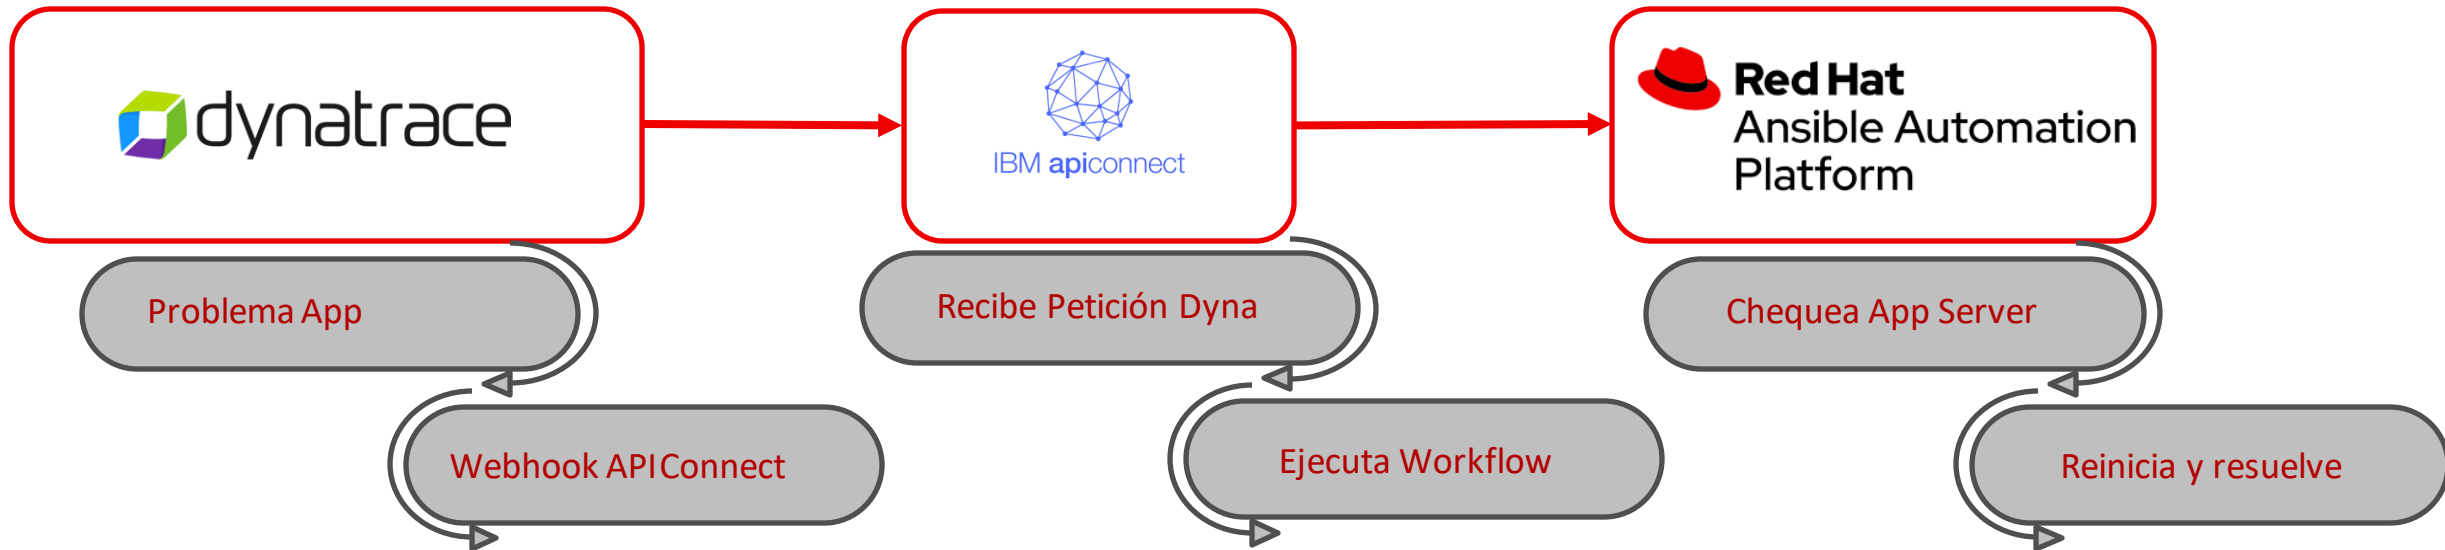 dynatrace
IBM apiconnect
Red Hat
Ansible Automation
Platform
Problema App
Recibe Petición Dyna
Chequea App Server
Webhook APIConnect
Ejecuta Workflow
Reinicia y resuelve